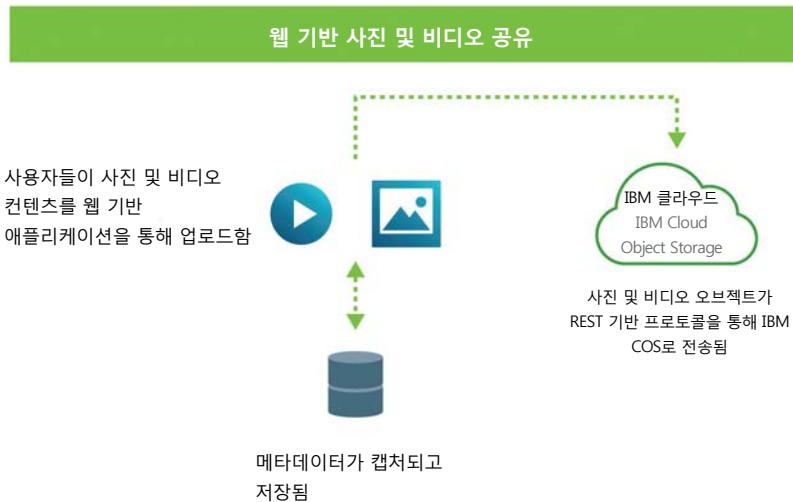 웹 기반 사진 및 비디오 공유
사용자들이 사진 및 비디오
컨텐츠를 웹 기반
애플리케이션을 통해 업로드함
IBM 클라우드
IBM Cloud
Object Storage
사진 및 비디오 오브젝트가
REST 기반 프로토콜을 통해 IBM
COS로 전송됨
메타데이터가 캡처되고
저장됨